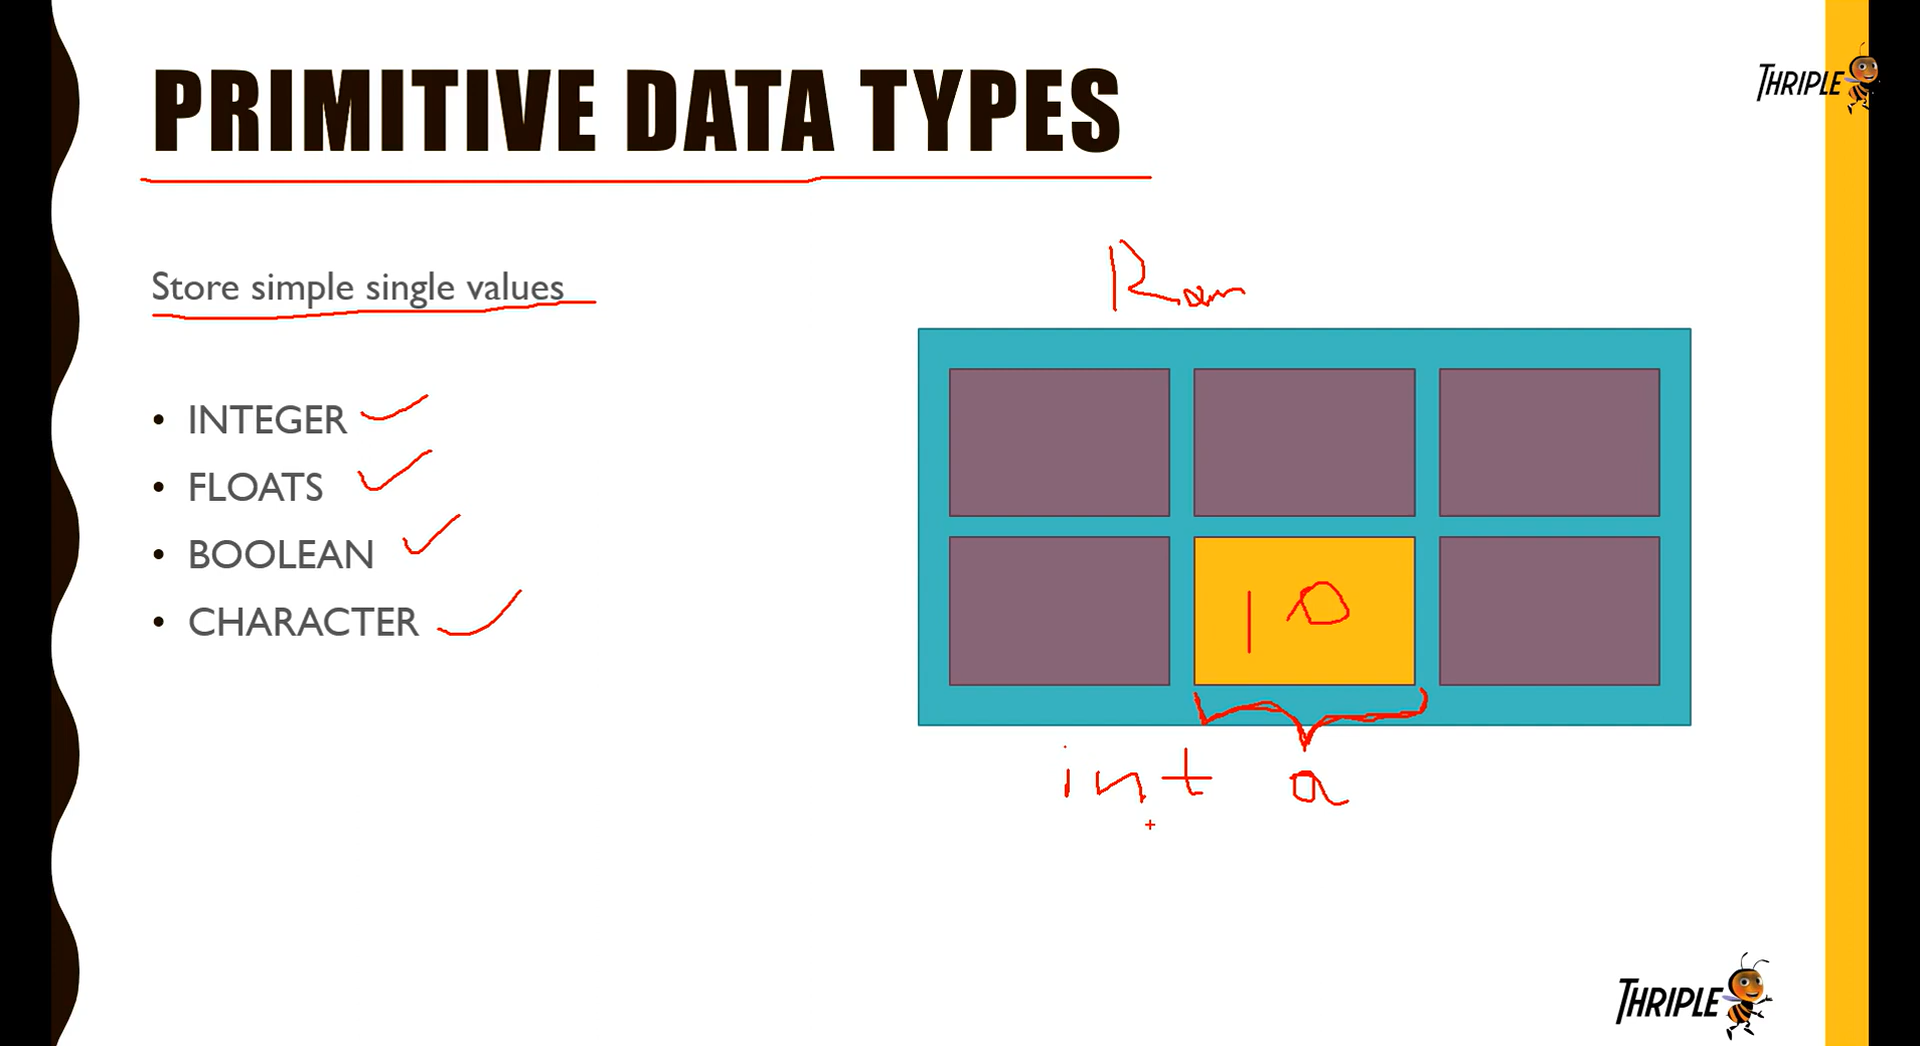 PRIMITIVE DATA TYPES
THRIPLE
Store simple single values
Ram
• INTEGER
• FLOATS
• BOOLEAN
• CHARACTER
10
int a
THRIPLE